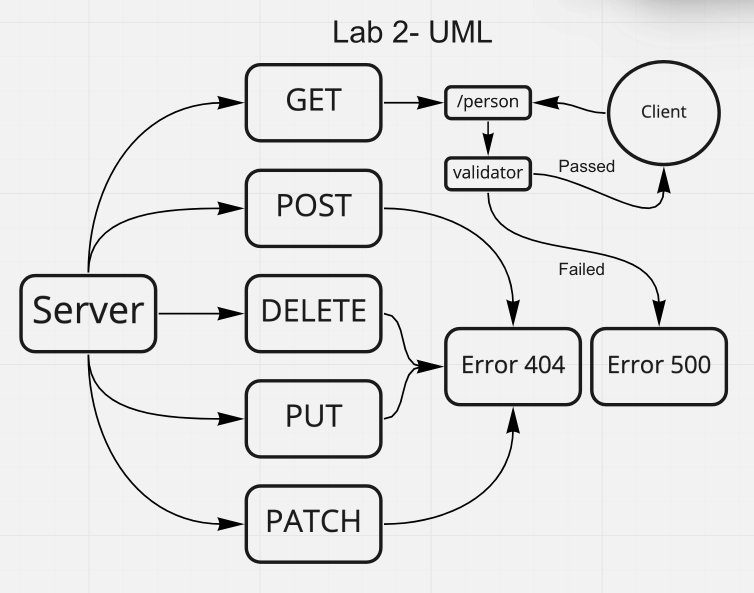 Lab 2- UML
GET
/person
Client
validator
Passed
POST
Failed
Server
DELETE
Error 404
Error 500
PUT
PATCH